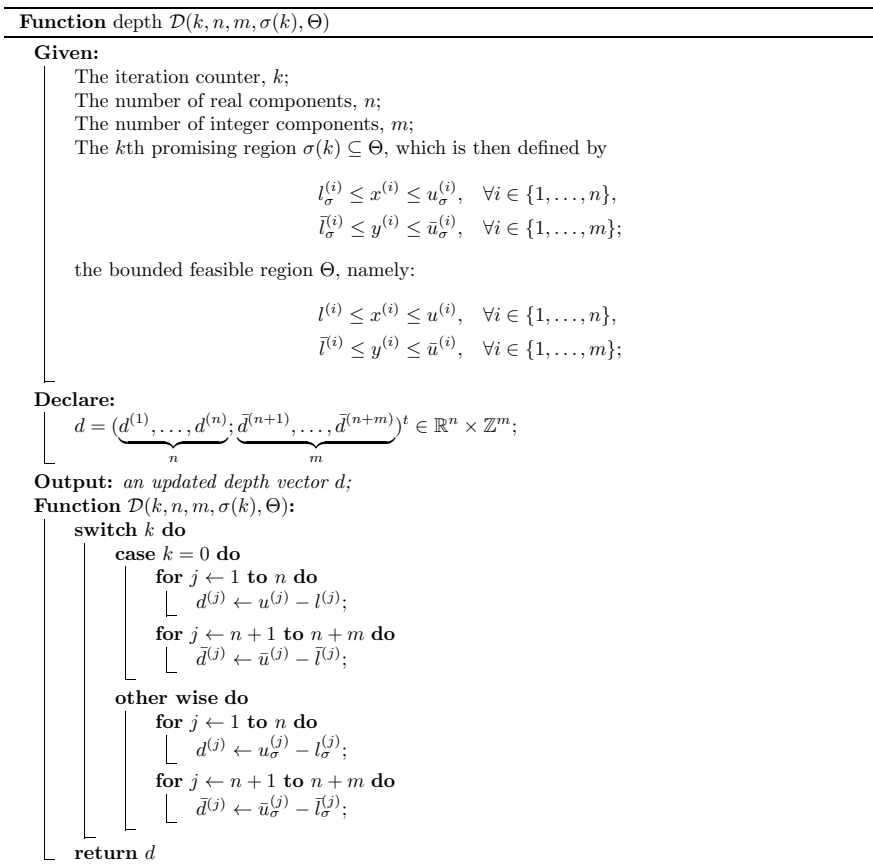 Function depth 𝒟(k, n, m, σ(k), Θ)
Given:
The iteration counter, k;
The number of real components, n;
The number of integer components, m;
The kth promising region σ(k) ⊆ Θ, which is then defined by
l_σ^{(i)} ≤ x^{(i)} ≤ u_σ^{(i)}, ∀i ∈ {1, . . . , n},
l̄_σ^{(i)} ≤ y^{(i)} ≤ ū_σ^{(i)}, ∀i ∈ {1, . . . , m};
the bounded feasible region Θ, namely:
l^{(i)} ≤ x^{(i)} ≤ u^{(i)}, ∀i ∈ {1, . . . , n},
l̄^{(i)} ≤ y^{(i)} ≤ ū^{(i)}, ∀i ∈ {1, . . . , m};
Declare:
d = (d^{(1)}, . . . , d^{(n)}; d̄^{(n+1)}, . . . , d̄^{(n+m)})^t ∈ ℝ^n × ℤ^m;
n m
Output: an updated depth vector d;
Function 𝒟(k, n, m, σ(k), Θ):
switch k do
case k = 0 do
for j ← 1 to n do
d^{(j)} ← u^{(j)} − l^{(j)};
for j ← n + 1 to n + m do
d̄^{(j)} ← ū^{(j)} − l̄^{(j)};
other wise do
for j ← 1 to n do
d^{(j)} ← u_σ^{(j)} − l_σ^{(j)};
for j ← n + 1 to n + m do
d̄^{(j)} ← ū_σ^{(j)} − l̄_σ^{(j)};
return d